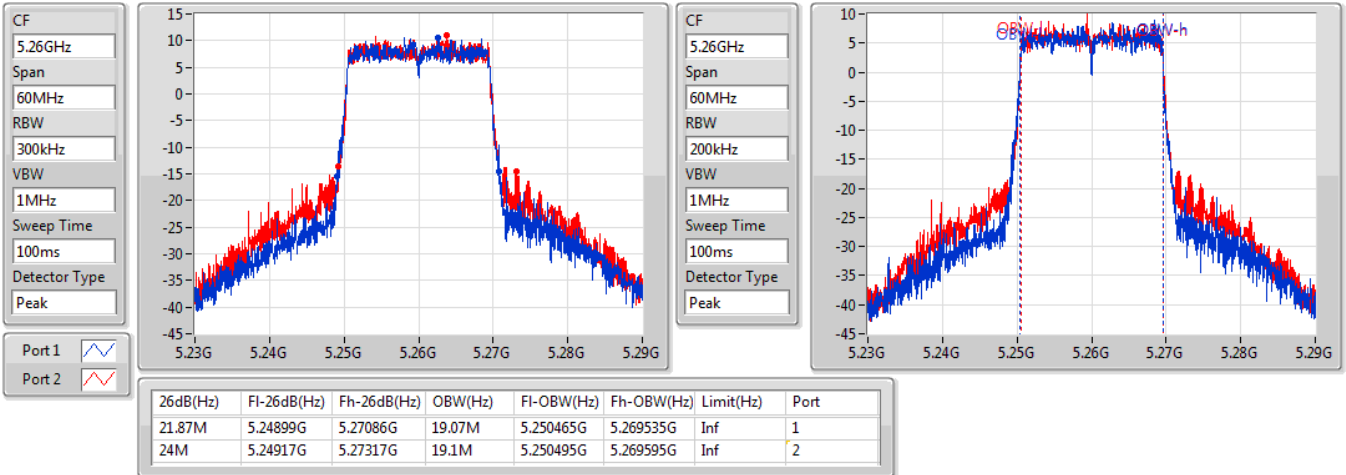 CF
5.26GHz
Span
60MHz
RBW
300kHz
VBW
1MHz
Sweep Time
100ms
Detector Type
Peak
Port 1
Port 2
15
10
5
0
-5
-10
-15
-20
-25
-30
-35
-40
-45
5.23G 5.24G 5.25G 5.26G 5.27G 5.28G 5.29G
CF
5.26GHz
Span
60MHz
RBW
200kHz
VBW
1MHz
Sweep Time
100ms
Detector Type
Peak
10
5
0
-5
-10
-15
-20
-25
-30
-35
-40
-45
5.23G 5.24G 5.25G 5.26G 5.27G 5.28G 5.29G
26dB(Hz) Fl-26dB(Hz) Fh-26dB(Hz) OBW(Hz) Fl-OBW(Hz) Fh-OBW(Hz) Limit(Hz) Port
21.87M 5.24899G 5.27086G 19.07M 5.250465G 5.269535G Inf 1
24M 5.24917G 5.27317G 19.1M 5.250495G 5.269595G Inf 2